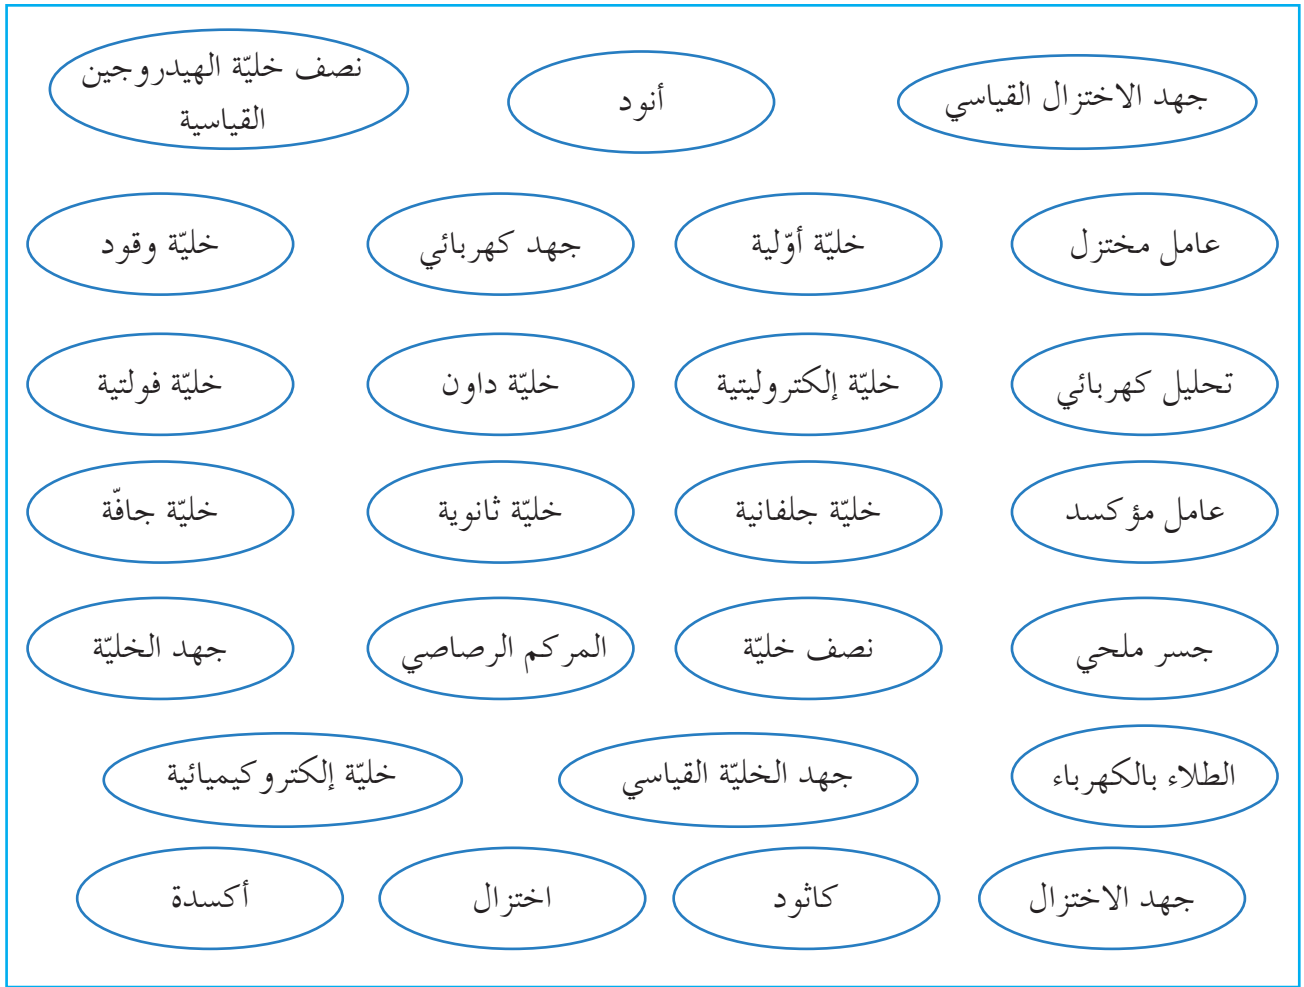 جهد الاختزال القياسي
أنود
نصف خليّة الهيدروجين
القياسية
عامل مختزل
خليّة أوّلية
جهد كهربائي
خليّة وقود
تحليل كهربائي
خليّة إلكتروليتية
خليّة داون
خليّة فولتية
عامل مؤكسد
خليّة جلفانية
خليّة ثانوية
خليّة جافّة
جسر ملحي
نصف خليّة
المركم الرصاصي
جهد الخليّة
الطلاء بالكهرباء
جهد الخليّة القياسي
خليّة إلكتروكيميائية
جهد الاختزال
كاثود
اختزال
أكسدة